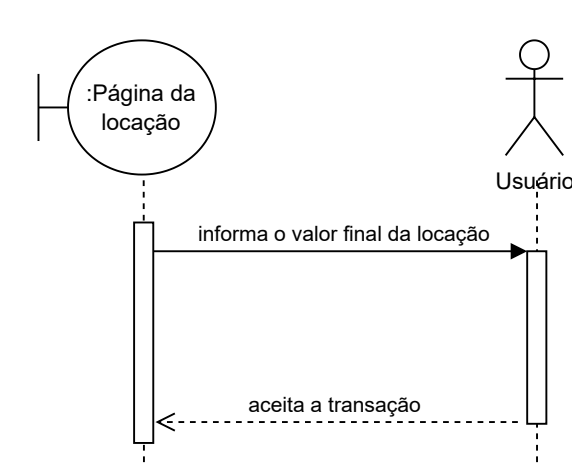 :Página da
locação
Usuário
informa o valor final da locação
aceita a transação